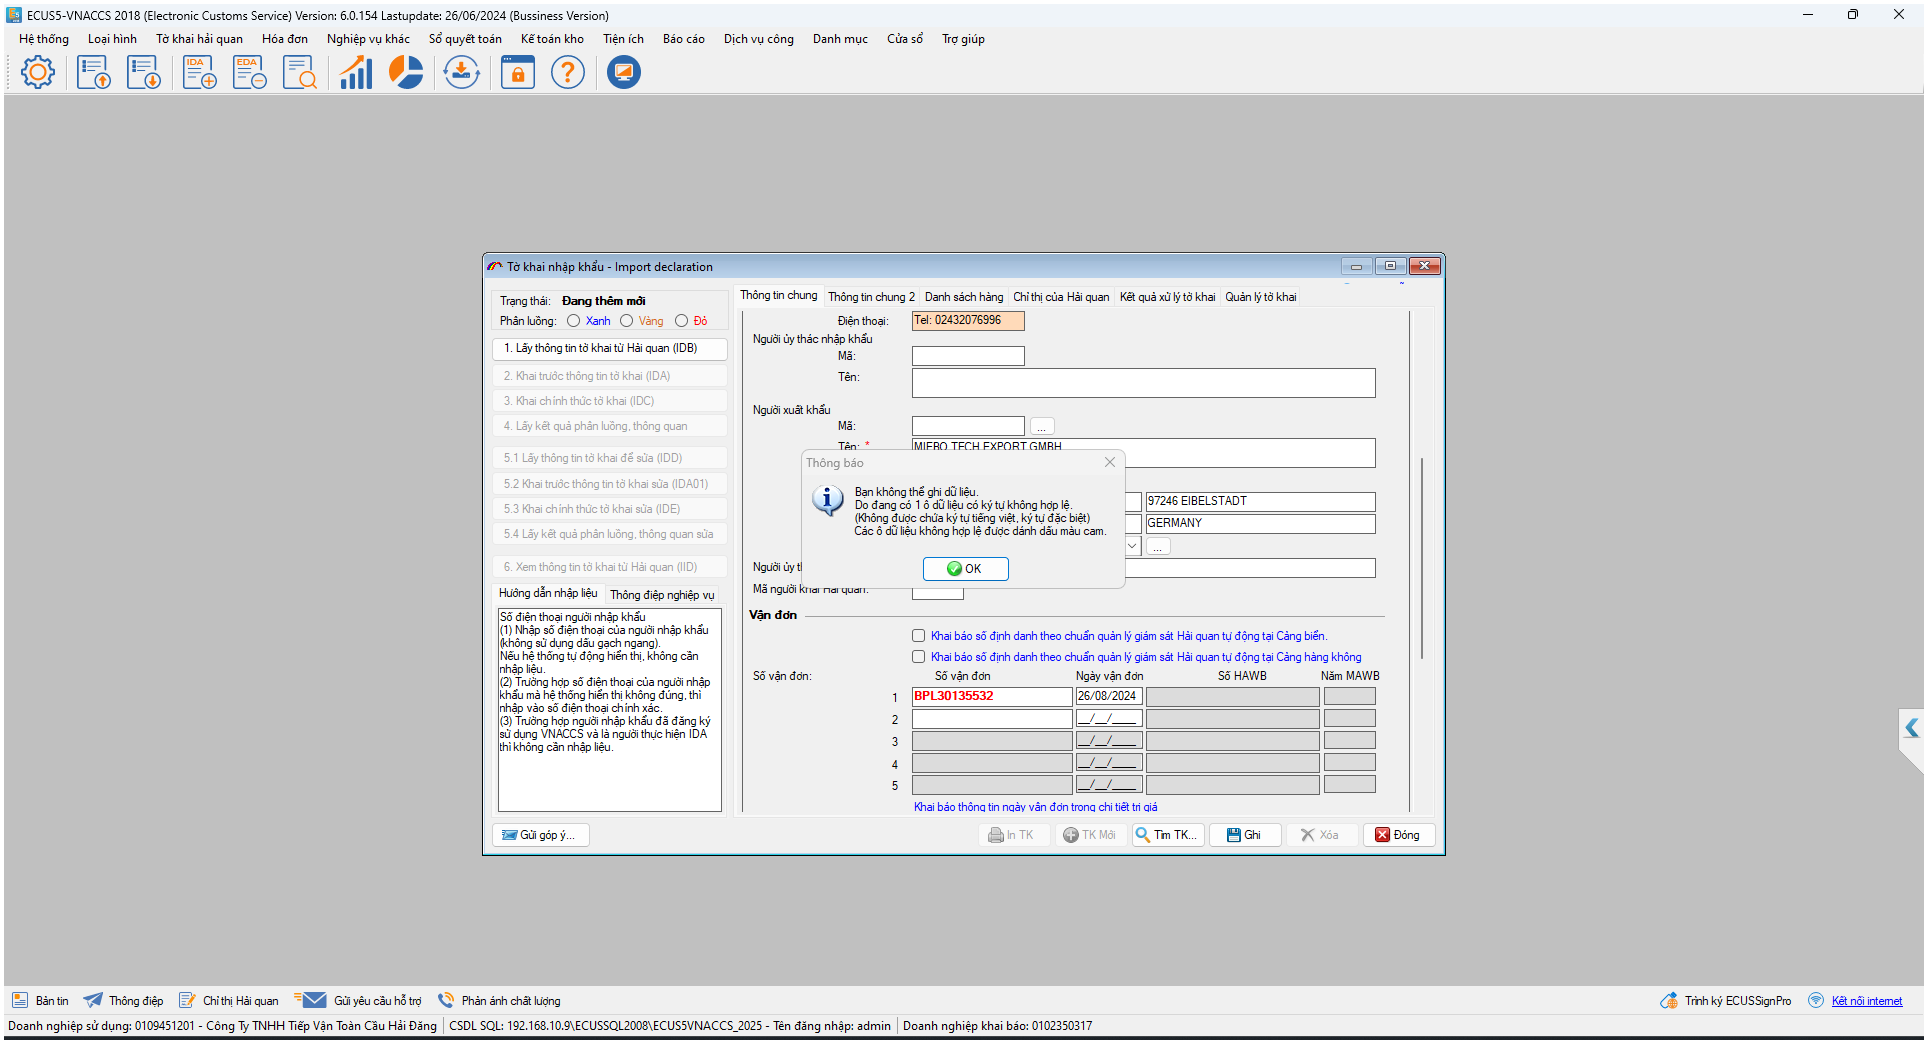 ECUS5-VNACCS 2018 (Electronic Customs Service) Version: 6.0.154 Lastupdate: 26/06/2024 (Bussiness Version)
Hệ thống Loại hình Tờ khai hải quan Hóa đơn Nghiệp vụ khác Sổ quyết toán Kế toán kho Tiện ích Báo cáo Dịch vụ công Danh mục Cửa sổ Trợ giúp
IDA EDA
Tờ khai nhập khẩu - Import declaration
Trạng thái: Đang thêm mới
Phân luồng: Xanh Vàng Đỏ
1. Lấy thông tin tờ khai từ Hải quan (IDB)
2. Khai trước thông tin tờ khai (IDA)
3. Khai chính thức tờ khai (IDC)
4. Lấy kết quả phân luồng, thông quan
5.1 Lấy thông tin tờ khai để sửa (IDD)
5.2 Khai trước thông tin tờ khai sửa (IDA01)
5.3 Khai chính thức tờ khai sửa (IDE)
5.4 Lấy kết quả phân luồng, thông quan sửa
6. Xem thông tin tờ khai từ Hải quan (IID)
Hướng dẫn nhập liệu Thông điệp nghiệp vụ
Số điện thoại người nhập khẩu
(1) Nhập số điện thoại của người nhập khẩu
(không sử dụng dấu gạch ngang).
Nếu hệ thống tự động hiển thị, không cần
nhập liệu.
(2) Trường hợp số điện thoại của người nhập
khẩu mà hệ thống hiển thị không đúng, thì
nhập vào số điện thoại chính xác.
(3) Trường hợp người nhập khẩu đã đăng ký
sử dụng VNACCS và là người thực hiện IDA
thì không cần nhập liệu.
Gửi góp ý...
Thông tin chung Thông tin chung 2 Danh sách hàng Chỉ thị của Hải quan Kết quả xử lý tờ khai Quản lý tờ khai
Điện thoại: Tel: 02432076996
Người ủy thác nhập khẩu
Mã:
Tên:
Người xuất khẩu
Mã: ...
Tên: * MIEBO TECH EXPORT GMBH
97246 EIBELSTADT
GERMANY
...
Người ủy th
Mã người khai Hải quan:
Thông báo
Bạn không thể ghi dữ liệu.
Do đang có 1 ô dữ liệu có ký tự không hợp lệ.
(Không được chứa ký tự tiếng việt, ký tự đặc biệt)
Các ô dữ liệu không hợp lệ được dánh dấu màu cam.
OK
Vận đơn
Khai báo số định danh theo chuẩn quản lý giám sát Hải quan tự động tại Cảng biển.
Khai báo số định danh theo chuẩn quản lý giám sát Hải quan tự động tại Cảng hàng không
Số vận đơn: Số vận đơn Ngày vận đơn Số HAWB Năm MAWB
1 BPL30135532 26/08/2024
2 __/__/____
3 __/__/____
4 __/__/____
5 __/__/____
Khai báo thông tin ngày vận đơn trong chi tiết trị giá
In TK TK Mới Tìm TK... Ghi Xóa Đóng
Bản tin Thông điệp Chỉ thị Hải quan Gửi yêu cầu hỗ trợ Phản ánh chất lượng Trình ký ECUSSignPro Kết nối internet
Doanh nghiệp sử dụng: 0109451201 - Công Ty TNHH Tiếp Vận Toàn Cầu Hải Đăng CSDL SQL: 192.168.10.9\ECUSSQL2008\ECUS5VNACCS_2025 - Tên đăng nhập: admin Doanh nghiệp khai báo: 0102350317